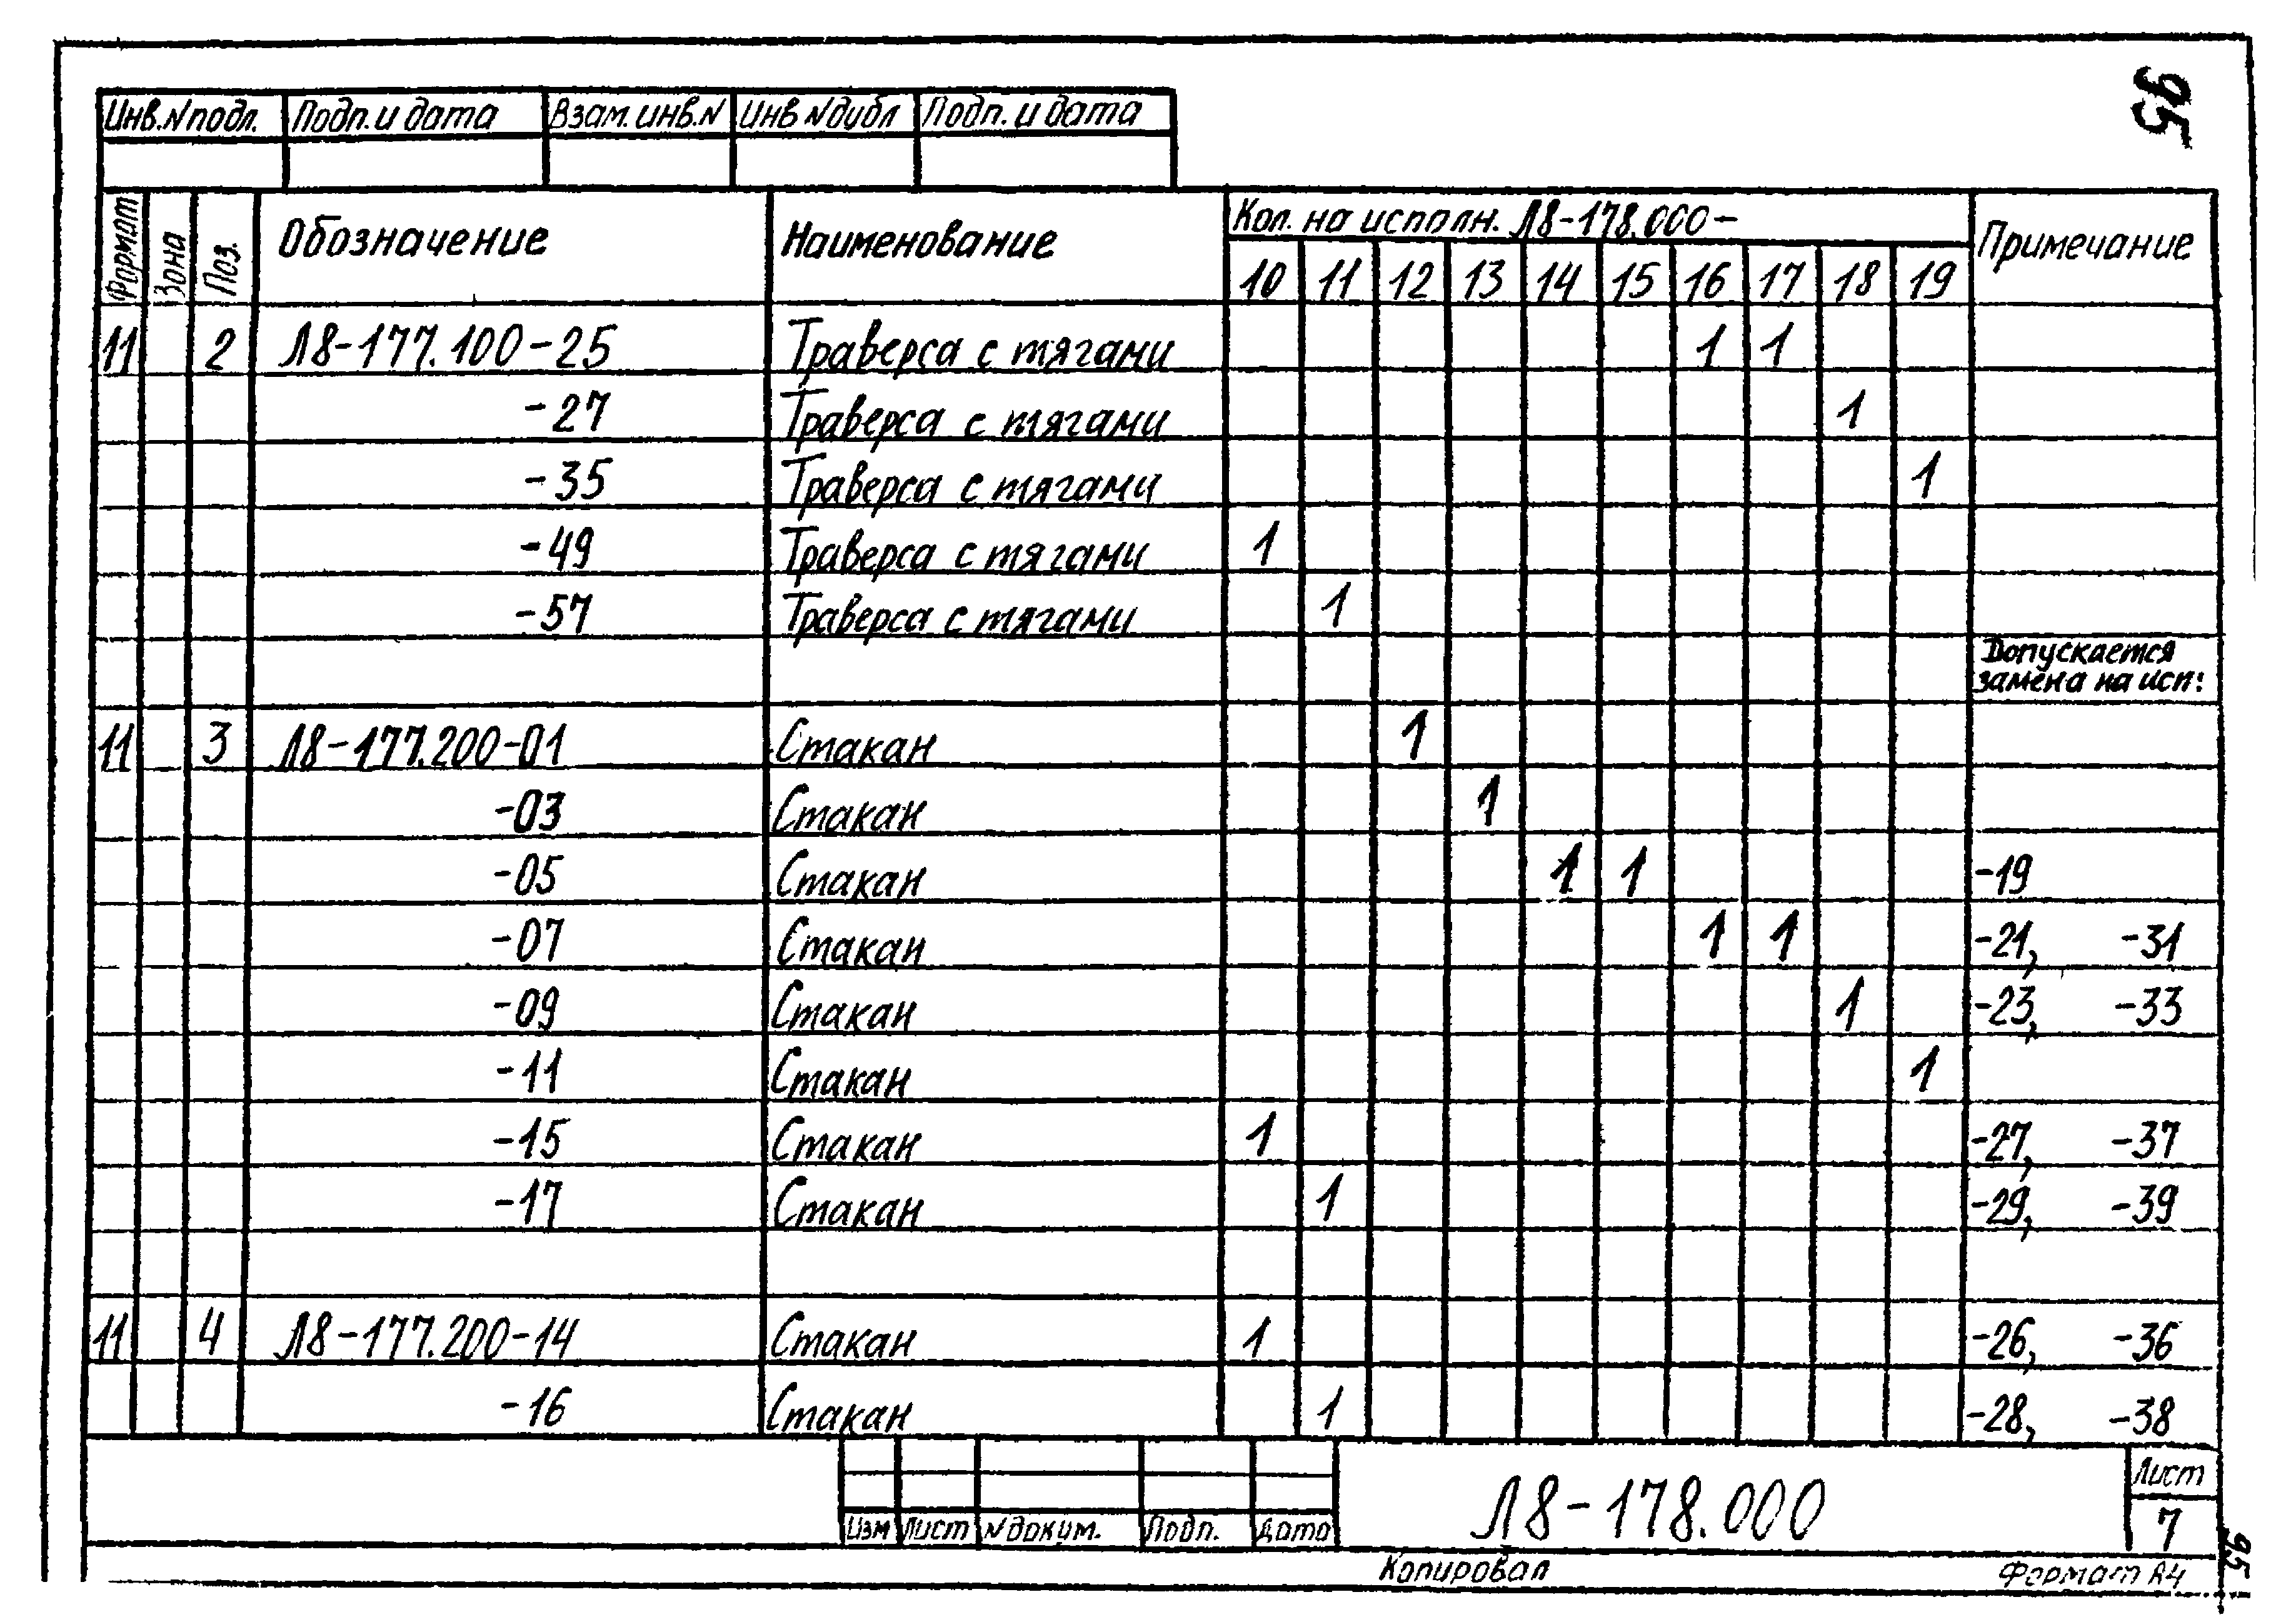 95
Инв.N подл. Подп. и дата Взам. инв. N Инв N дубл Подп. и дата
Формат Зона Поз. Обозначение Наименование Кол. на исполн. Л8-178.000- Примечание
10 11 12 13 14 15 16 17 18 19
11 2 Л8-177.100-25 Траверса с тягами 1 1
-27 Траверса с тягами 1
-35 Траверса с тягами 1
-49 Траверса с тягами 1
-57 Траверса с тягами 1
Допускается
замена на исп:
11 3 Л8-177.200-01 Стакан 1
-03 Стакан 1
-05 Стакан 1 1 -19
-07 Стакан 1 1 -21, -31
-09 Стакан 1 -23, -33
-11 Стакан 1
-15 Стакан 1 -27, -37
-17 Стакан 1 -29, -39
11 4 Л8-177.200-14 Стакан 1 -26, -36
-16 Стакан 1 -28, -38
Изм Лист N докум. Подп. Дата Л8-178.000 Лист
7
Копировал Формат А4
95